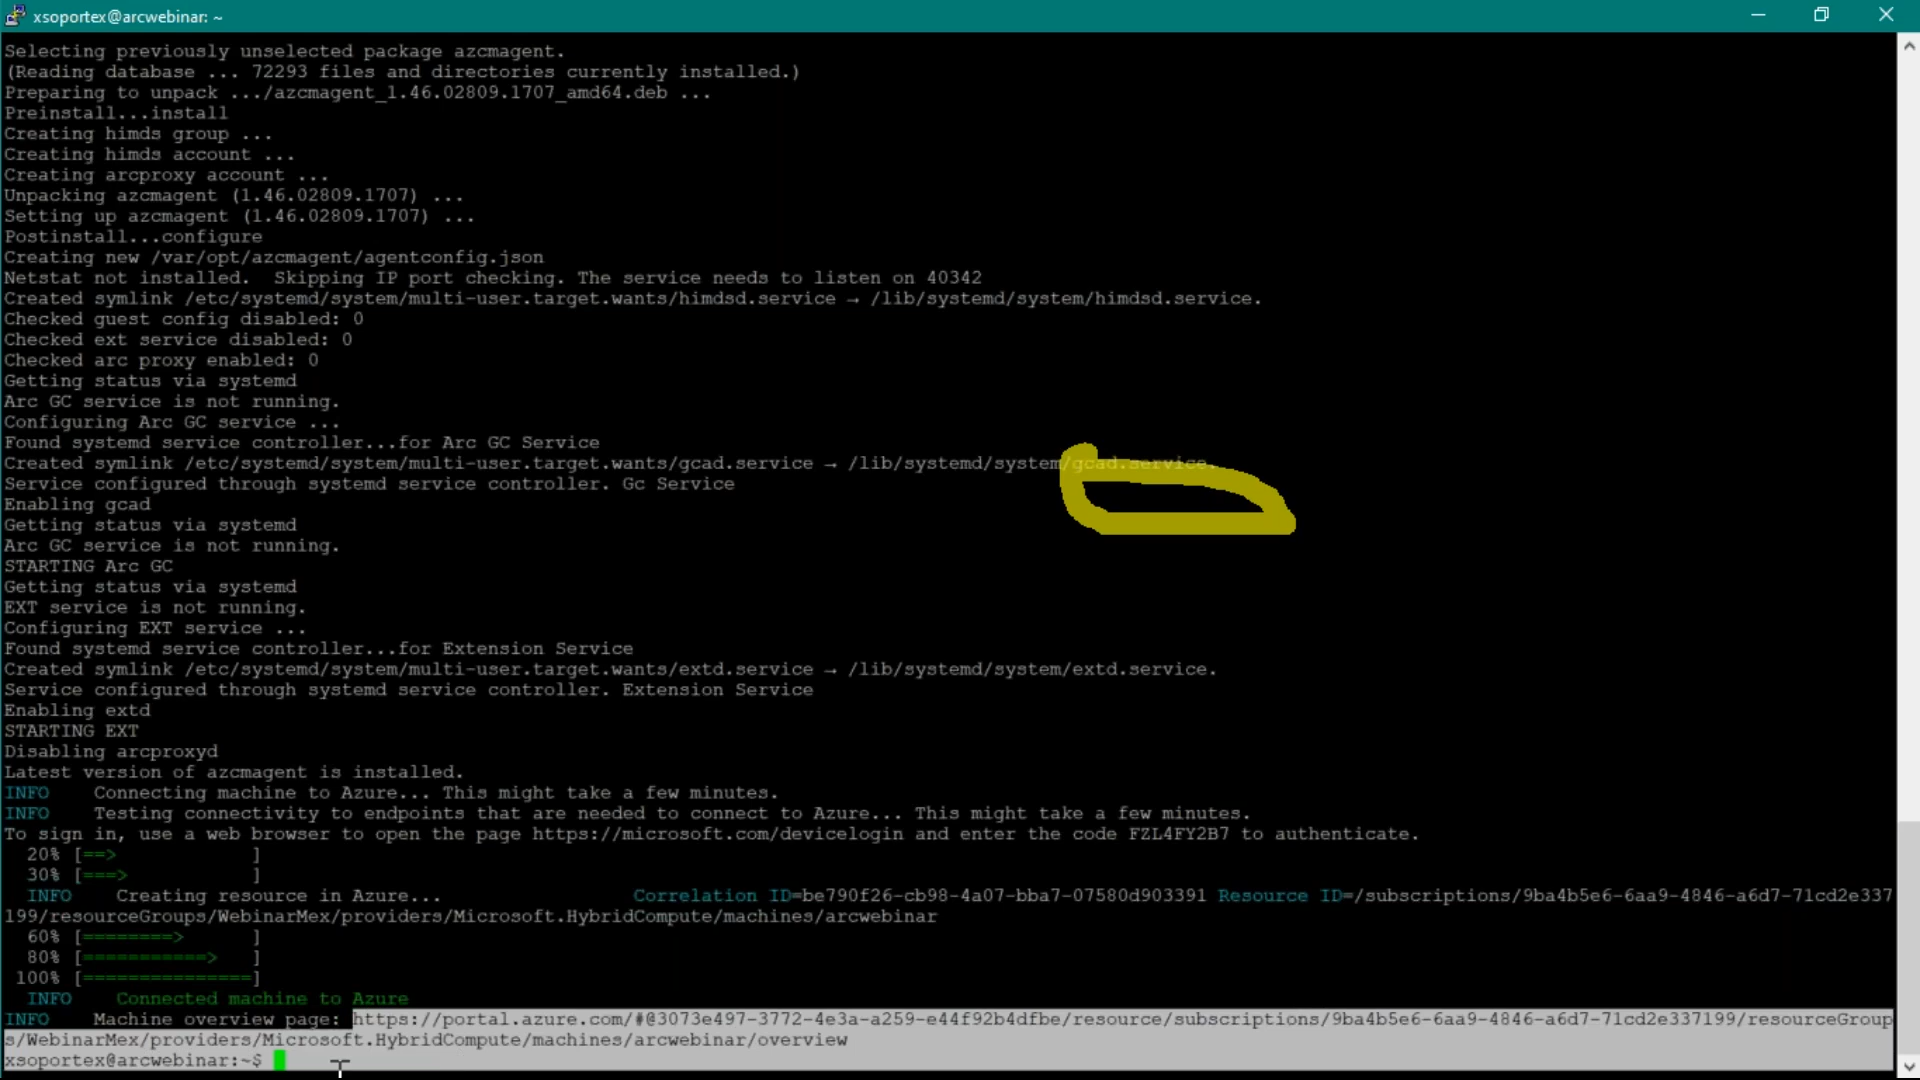 xsoportex@arcwebinar: ~
Selecting previously unselected package azcmagent.
(Reading database ... 72293 files and directories currently installed.)
Preparing to unpack .../azcmagent_1.46.02809.1707_amd64.deb ...
Preinstall...install
Creating himds group ...
Creating himds account ...
Creating arcproxy account ...
Unpacking azcmagent (1.46.02809.1707) ...
Setting up azcmagent (1.46.02809.1707) ...
Postinstall...configure
Creating new /var/opt/azcmagent/agentconfig.json
Netstat not installed.  Skipping IP port checking. The service needs to listen on 40342
Created symlink /etc/systemd/system/multi-user.target.wants/himdsd.service → /lib/systemd/system/himdsd.service.
Checked guest config disabled: 0
Checked ext service disabled: 0
Checked arc proxy enabled: 0
Getting status via systemd
Arc GC service is not running.
Configuring Arc GC service ...
Found systemd service controller...for Arc GC Service
Created symlink /etc/systemd/system/multi-user.target.wants/gcad.service → /lib/systemd/system/gcad.service.
Service configured through systemd service controller. Gc Service
Enabling gcad
Getting status via systemd
Arc GC service is not running.
STARTING Arc GC
Getting status via systemd
EXT service is not running.
Configuring EXT service ...
Found systemd service controller...for Extension Service
Created symlink /etc/systemd/system/multi-user.target.wants/extd.service → /lib/systemd/system/extd.service.
Service configured through systemd service controller. Extension Service
Enabling extd
STARTING EXT
Disabling arcproxyd
Latest version of azcmagent is installed.
INFO    Connecting machine to Azure... This might take a few minutes.
INFO    Testing connectivity to endpoints that are needed to connect to Azure... This might take a few minutes.
To sign in, use a web browser to open the page https://microsoft.com/devicelogin and enter the code FZL4FY2B7 to authenticate.
20% [==>            ]
30% [===>           ]
INFO    Creating resource in Azure...                 Correlation ID=be790f26-cb98-4a07-bba7-07580d903391 Resource ID=/subscriptions/9ba4b5e6-6aa9-4846-a6d7-71cd2e337
199/resourceGroups/WebinarMex/providers/Microsoft.HybridCompute/machines/arcwebinar
60% [========>      ]
80% [===========>   ]
100% [===============]
INFO    Connected machine to Azure
INFO    Machine overview page: https://portal.azure.com/#@3073e497-3772-4e3a-a259-e44f92b4dfbe/resource/subscriptions/9ba4b5e6-6aa9-4846-a6d7-71cd2e337199/resourceGroup
s/WebinarMex/providers/Microsoft.HybridCompute/machines/arcwebinar/overview
xsoportex@arcwebinar:~$